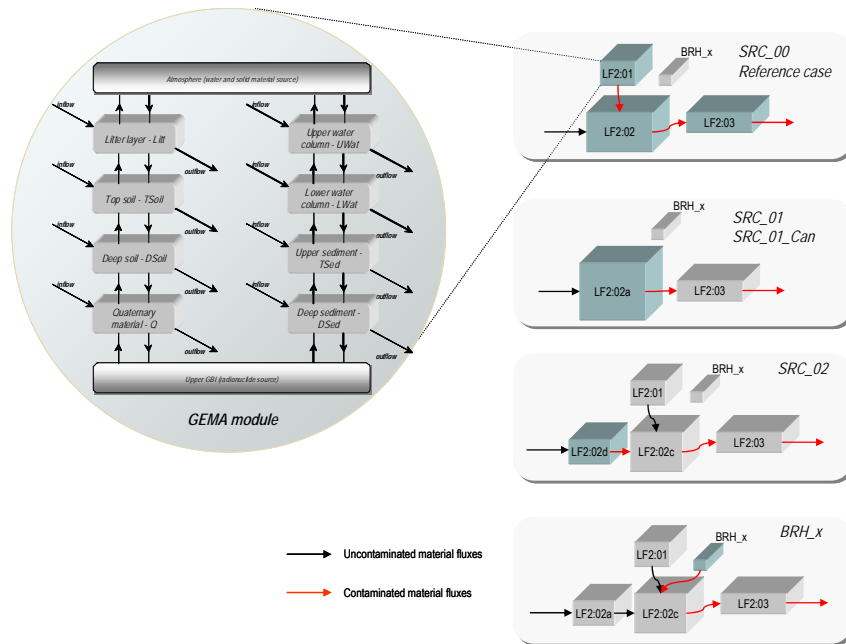 Atmosphere (water and solid material source)
inflow
outflow
inflow
outflow
Litter layer - Litt
Upper water
column - UWat
inflow
outflow
inflow
outflow
Top soil - TSoil
Lower water
column - LWat
inflow
outflow
inflow
outflow
Deep soil - DSoil
Upper sediment -
TSed
inflow
outflow
inflow
outflow
Quaternary
material - Q
Deep sediment -
DSed
Upper GBI (radionuclide source)
GEMA module
BRH_x
SRC_00
Reference case
LF2:01
LF2:02
LF2:03
BRH_x
SRC_01
SRC_01_Can
LF2:02a
LF2:03
BRH_x
SRC_02
LF2:01
LF2:02d
LF2:02c
LF2:03
BRH_x
BRH_x
LF2:01
LF2:02a
LF2:02c
LF2:03
Uncontaminated material fluxes
Contaminated material fluxes